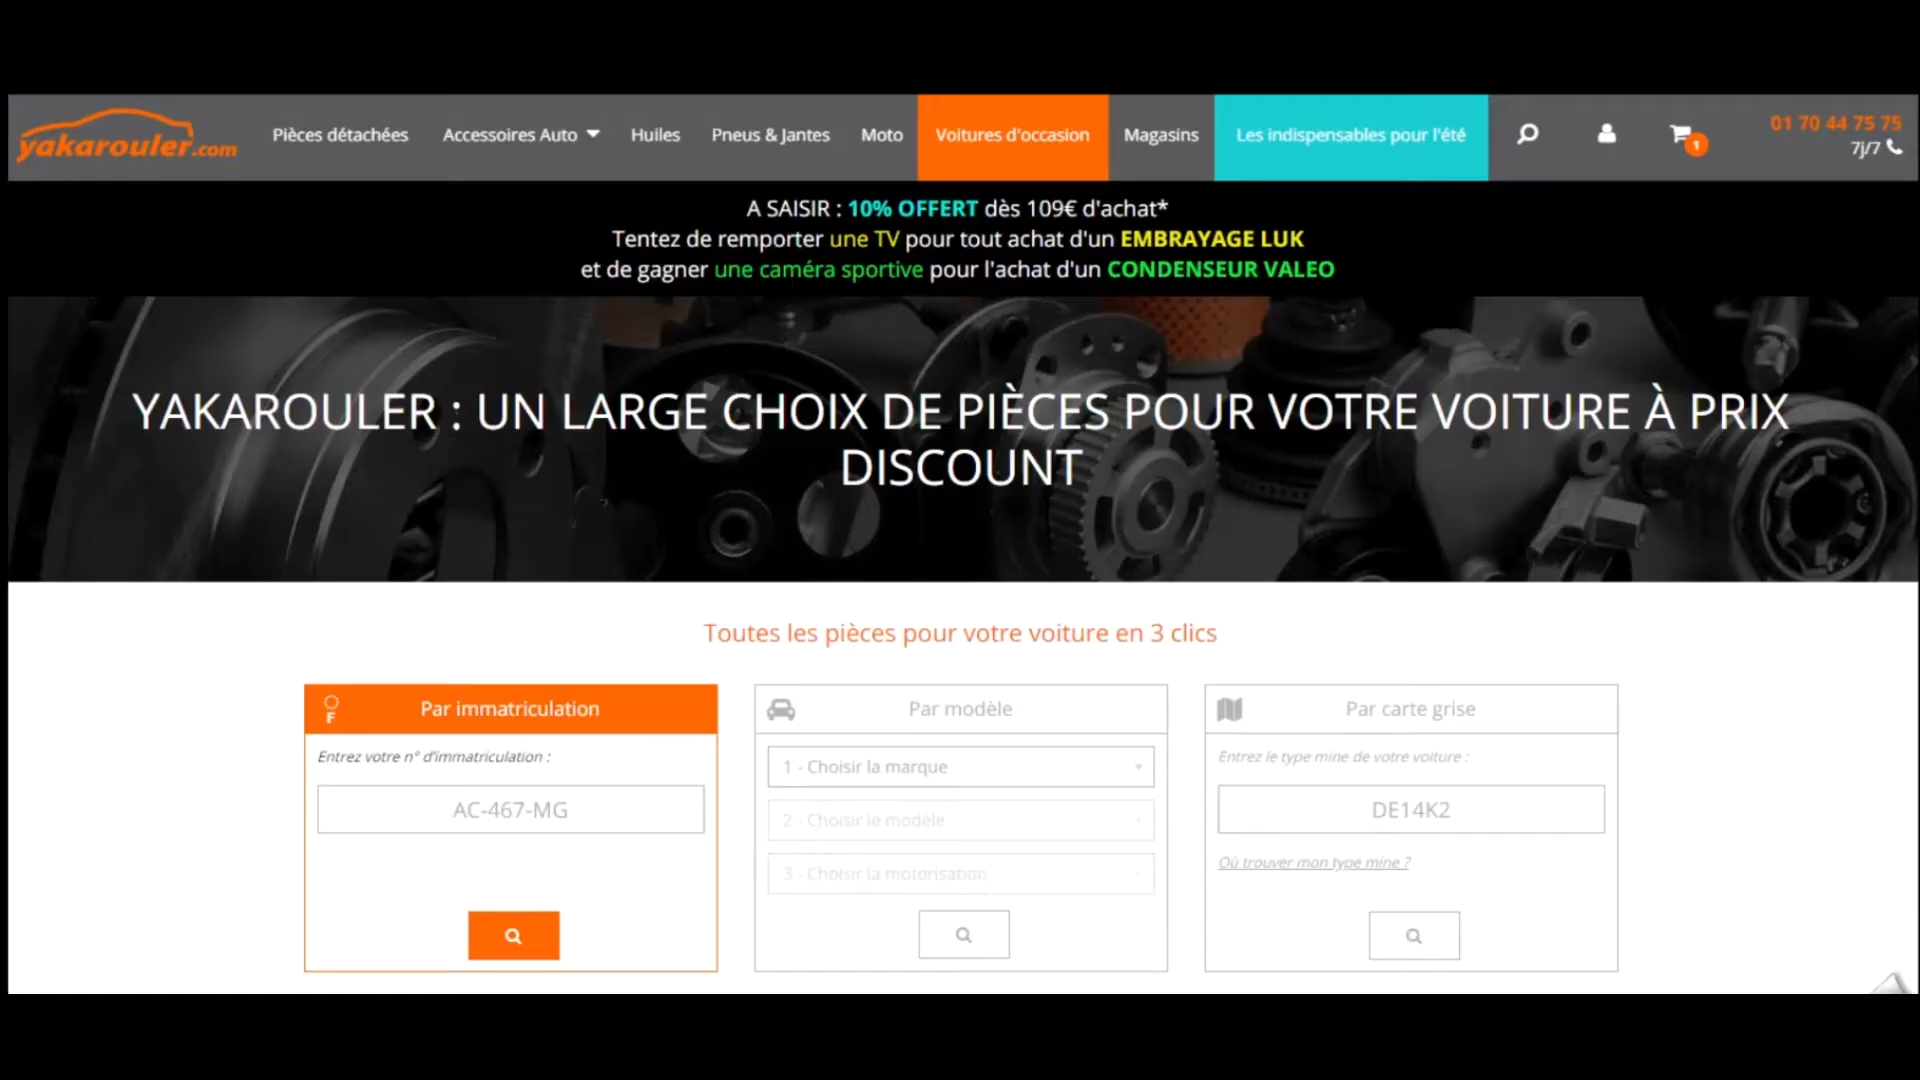 yakarouler.com
Pièces détachées
Accessoires Auto
Huiles
Pneus & Jantes
Moto
Voitures d'occasion
Magasins
Les indispensables pour l'été
1
01 70 44 75 75
7j/7
A SAISIR : 10% OFFERT dès 109€ d'achat*
Tentez de remporter une TV pour tout achat d'un EMBRAYAGE LUK
et de gagner une caméra sportive pour l'achat d'un CONDENSEUR VALEO
YAKAROULER : UN LARGE CHOIX DE PIÈCES POUR VOTRE VOITURE À PRIX
DISCOUNT
Toutes les pièces pour votre voiture en 3 clics
F
Par immatriculation
Entrez votre n° d'immatriculation :
AC-467-MG
Par modèle
1 - Choisir la marque
2 - Choisir le modèle
3 - Choisir la motorisation
Par carte grise
Entrez le type mine de votre voiture :
DE14K2
Où trouver mon type mine ?